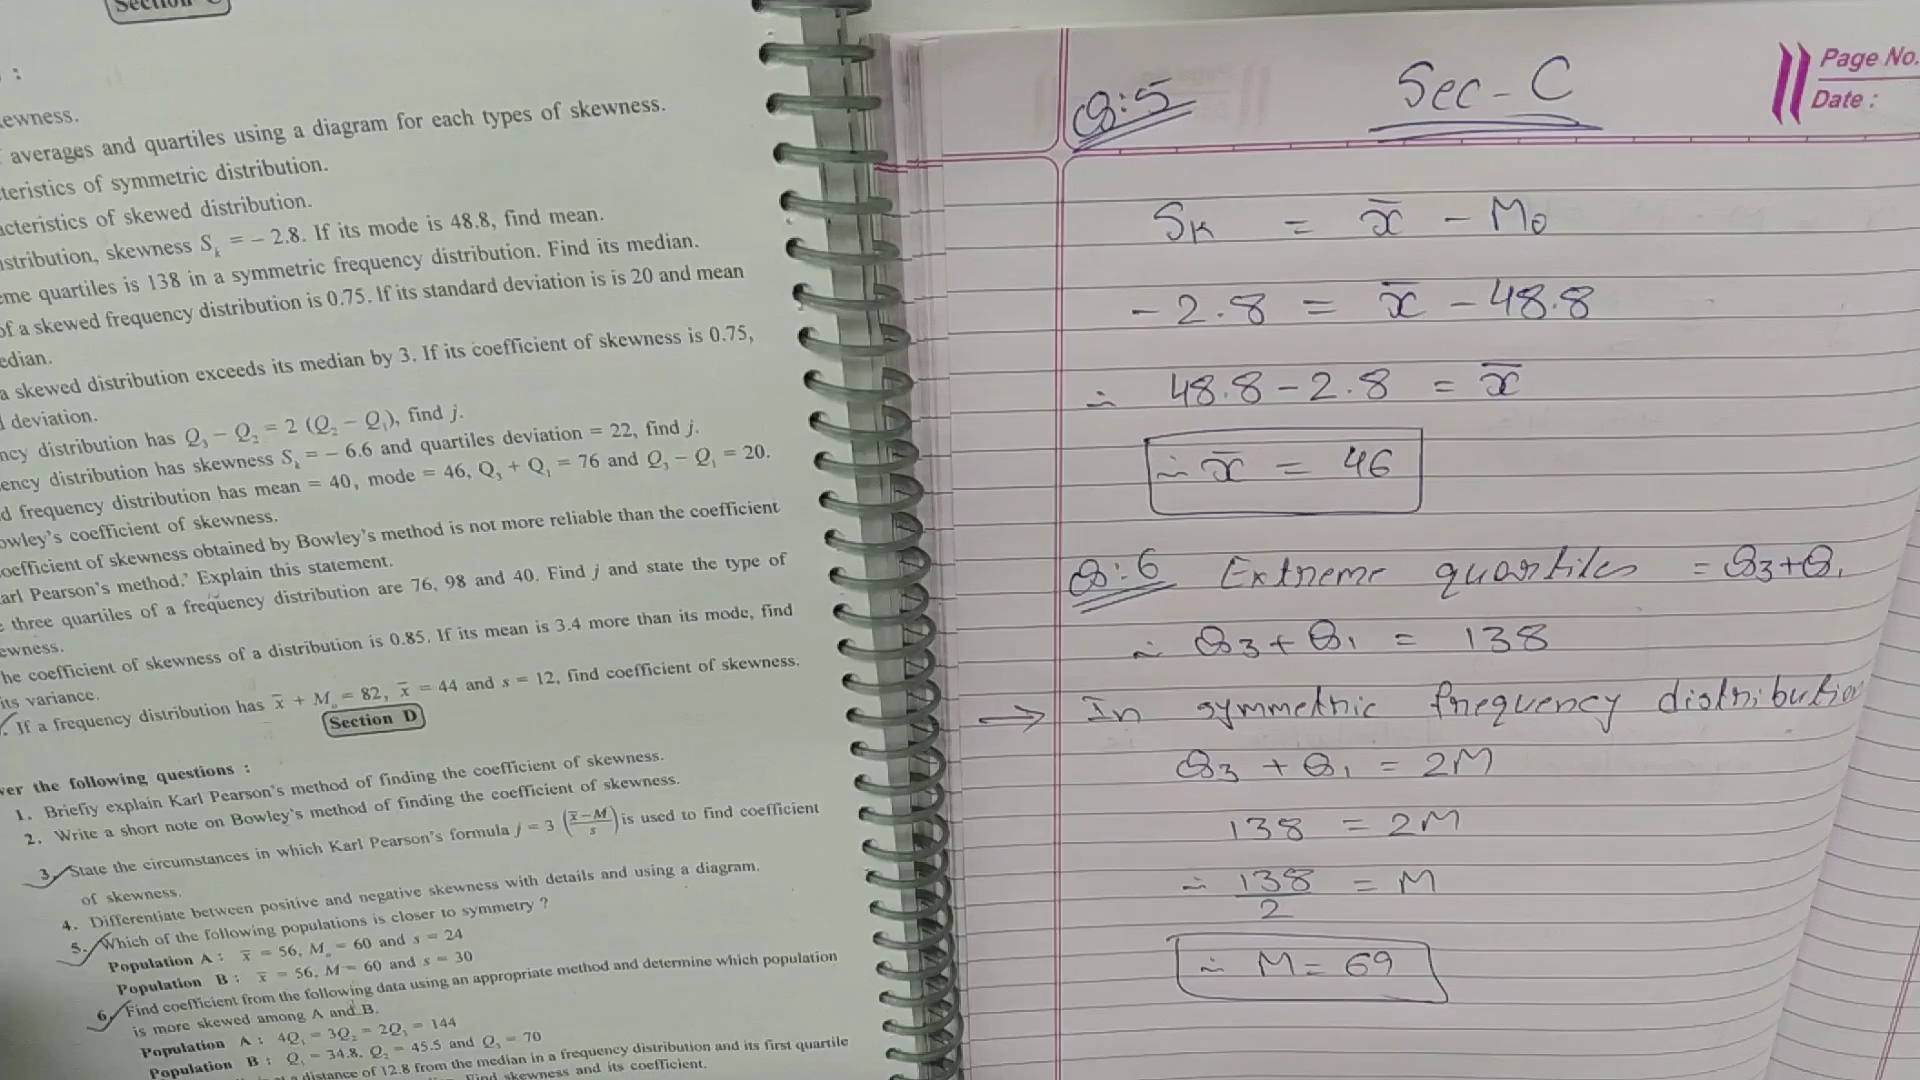 Section C
:
ewness.
averages and quartiles using a diagram for each types of skewness.
teristics of symmetric distribution.
acteristics of skewed distribution.
istribution, skewness Sₖ = − 2.8. If its mode is 48.8, find mean.
eme quartiles is 138 in a symmetric frequency distribution. Find its median.
of a skewed frequency distribution is 0.75. If its standard deviation is is 20 and mean
edian.
a skewed distribution exceeds its median by 3. If its coefficient of skewness is 0.75,
d deviation.
ncy distribution has Q₃ − Q₂ = 2 (Q₂ − Q₁), find j.
ency distribution has skewness Sₖ = − 6.6 and quartiles deviation = 22, find j.
d frequency distribution has mean = 40, mode = 46, Q₃ + Q₁ = 76 and Q₃ − Q₁ = 20.
owley's coefficient of skewness.
oefficient of skewness obtained by Bowley's method is not more reliable than the coefficient
arl Pearson's method.' Explain this statement.
e three quartiles of a frequency distribution are 76, 98 and 40. Find j and state the type of
ewness.
he coefficient of skewness of a distribution is 0.85. If its mean is 3.4 more than its mode, find
its variance.
. If a frequency distribution has x̄ + Mₒ = 82, x̄ = 44 and s = 12, find coefficient of skewness.
Section D
ver the following questions :
1. Briefly explain Karl Pearson's method of finding the coefficient of skewness.
2. Write a short note on Bowley's method of finding the coefficient of skewness.
3. State the circumstances in which Karl Pearson's formula j = 3 (x̄−M/s) is used to find coefficient
of skewness.
4. Differentiate between positive and negative skewness with details and using a diagram.
5. Which of the following populations is closer to symmetry ?
Population A : x̄ = 56, Mₒ = 60 and s = 24
Population B : x̄ = 56, M = 60 and s = 30
6. Find coefficient from the following data using an appropriate method and determine which population
is more skewed among A and B.
Population A : 4Q₁ = 3Q₂ = 2Q₃ = 144
Population B : Q₁ = 34.8, Q₂ = 45.5 and Q₃ = 70
a distance of 12.8 from the median in a frequency distribution and its first quartile
Find skewness and its coefficient.
Page No.
Date :
Q:5 Sec - C
Sₖ = x̄ - M₀
- 2.8 = x̄ - 48.8
∴ 48.8 - 2.8 = x̄
∴ x̄ = 46
Q:6 Extreme quartiles = Q₃+Q₁
∴ Q₃ + Q₁ = 138
→ In symmetric frequency distribution
Q₃ + Q₁ = 2M
138 = 2M
∴ 138/2 = M
∴ M = 69